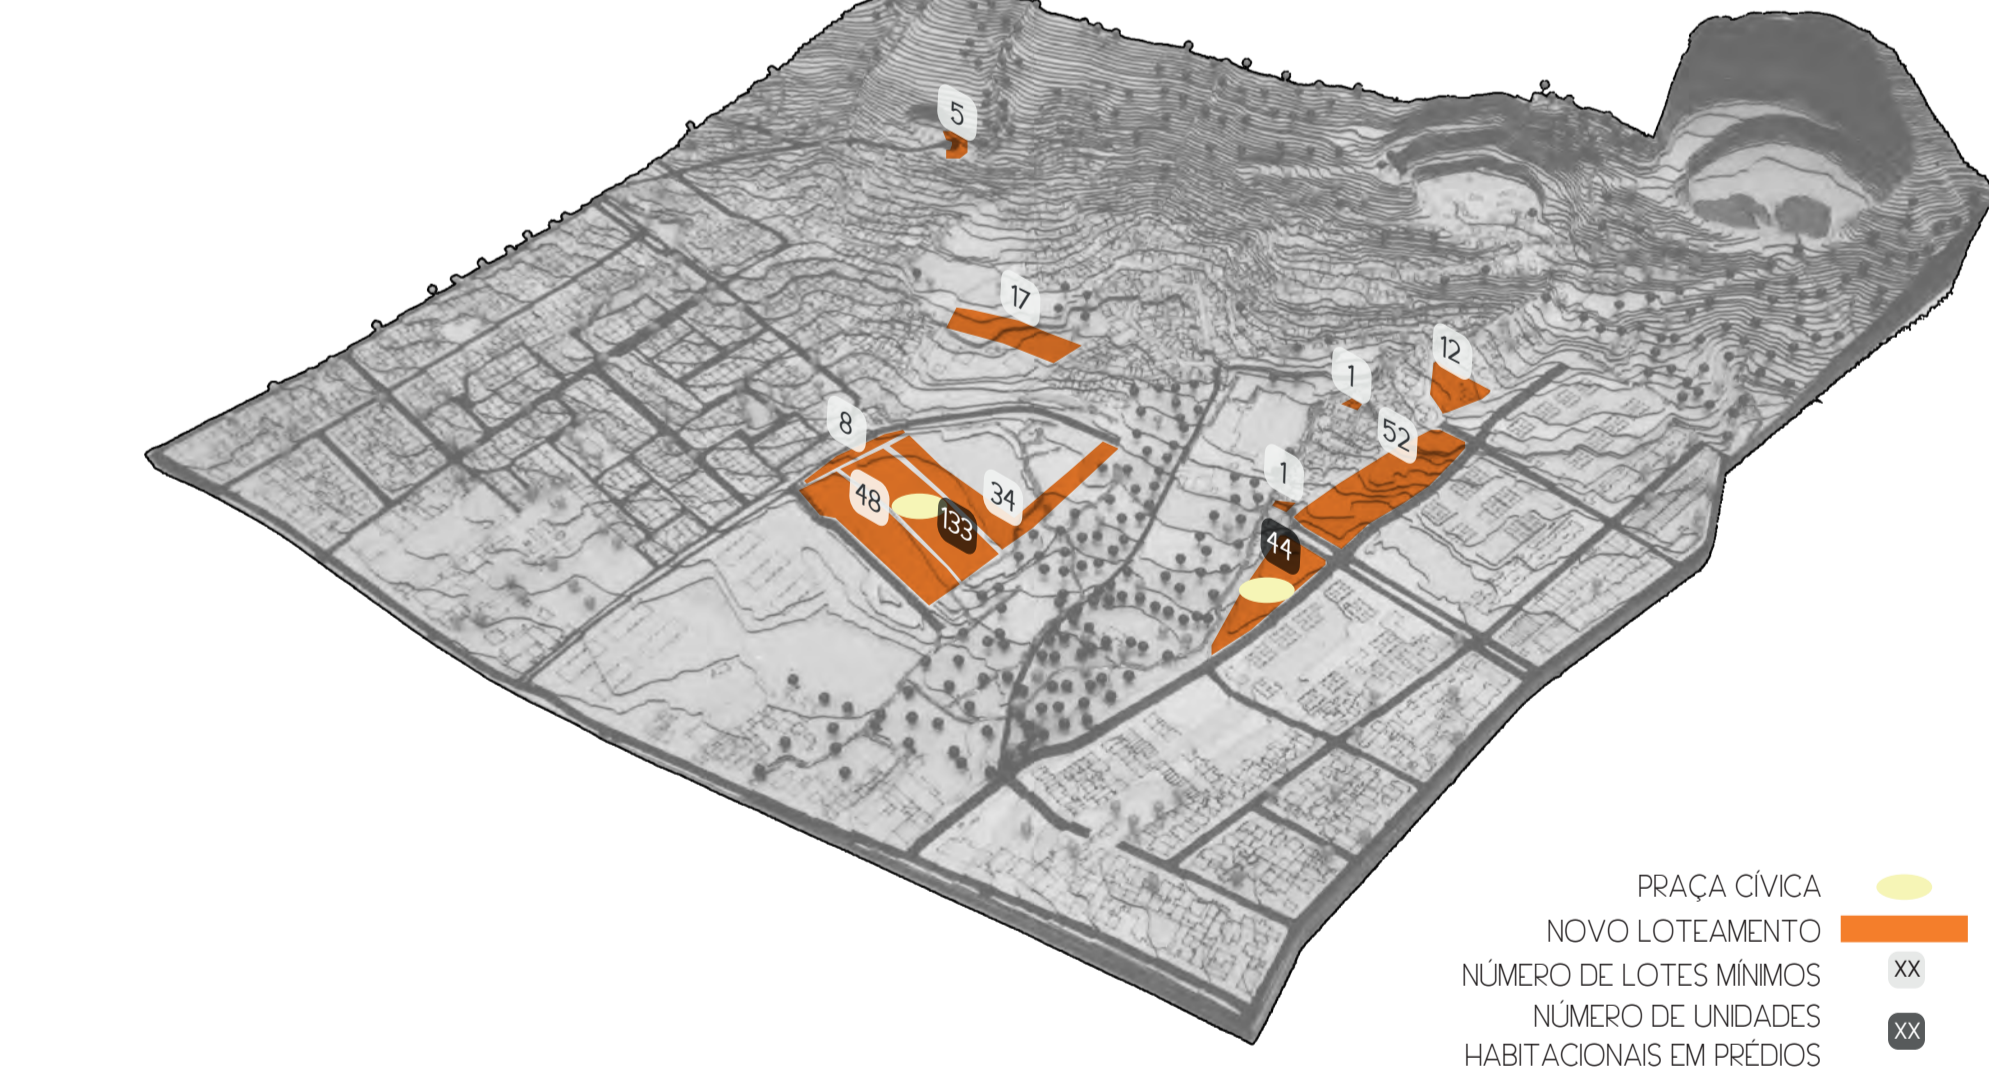 5
17
12
1
8
52
1
48
34
133
44
PRAÇA CÍVICA
NOVO LOTEAMENTO
NÚMERO DE LOTES MÍNIMOS XX
NÚMERO DE UNIDADES
HABITACIONAIS EM PRÉDIOS XX